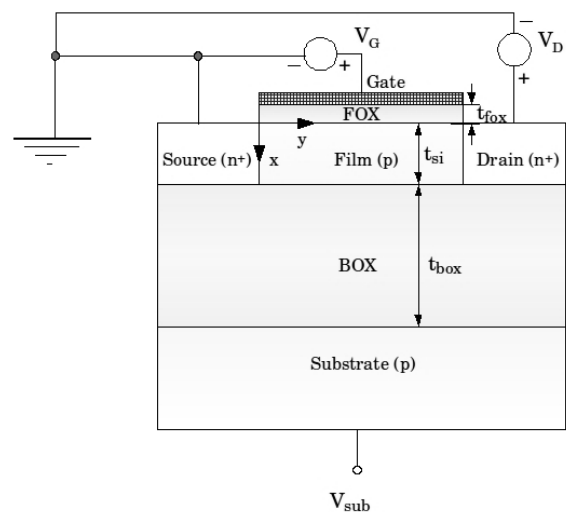 −
V_G
V_D
− +
+
Gate
FOX
t_fox
y
Source (n+)
x
Film (p)
t_si
Drain (n+)
BOX
t_box
Substrate (p)
V_sub